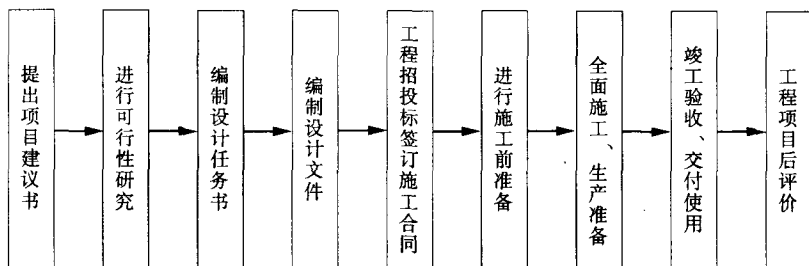 提出项目建议书
进行可行性研究
编制设计任务书
编制设计文件
工程招投标签订施工合同
进行施工前准备
全面施工、生产准备
竣工验收、交付使用
工程项目后评价